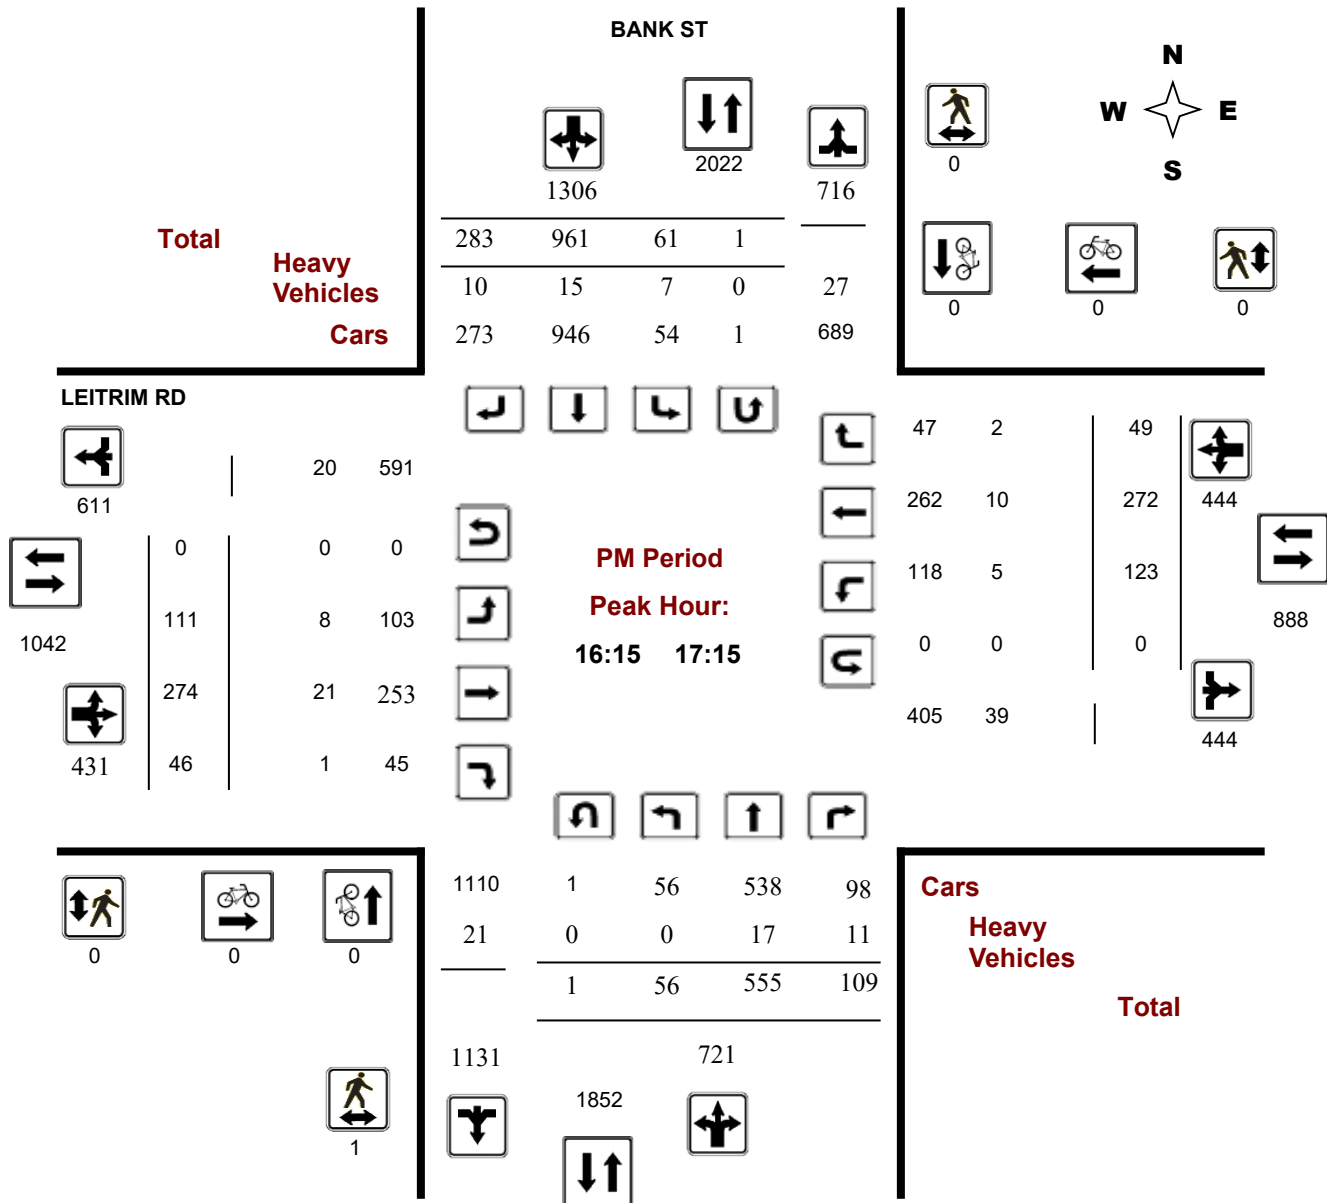 BANK ST
N
W E
S
0
1306
2022
716
Total
283 961 61 1
Heavy
Vehicles
10 15 7 0 27
0 0 0
Cars
273 946 54 1 689
LEITRIM RD
47 2 49
20 591
611
262 10 272 444
0 0 0
PM Period
118 5 123
Peak Hour:
111 8 103
888
1042
16:15 17:15
0 0 0
274 21 253
405 39
444
431 46 1 45
1110 1 56 538 98
Cars
21 0 0 17 11
Heavy
Vehicles
0 0 0
1 56 555 109
Total
1131
721
1852
1